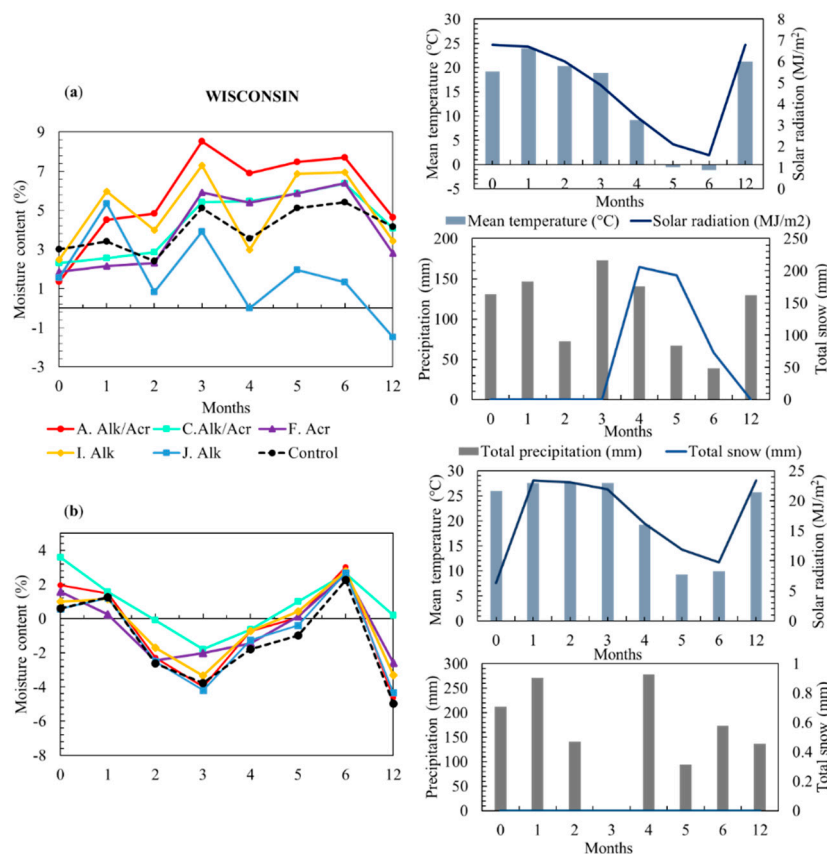 (a)
WISCONSIN
Moisture content (%)
9
7
5
3
1
-1
-3
0 1 2 3 4 5 6 12
Months
A. Alk/Acr C.Alk/Acr F. Acr
I. Alk J. Alk Control
Mean temperature (°C)
30
25
20
15
10
5
0
-5
Solar radiation (MJ/m²)
8
7
6
5
4
3
2
1
0
0 1 2 3 4 5 6 12
Months
Mean temperature (°C) Solar radiation (MJ/m2)
Precipitation (mm)
200
150
100
50
0
Total snow (mm)
250
200
150
100
50
0
0 1 2 3 4 5 6 12
Months
Total precipitation (mm) Total snow (mm)
(b)
Moisture content (%)
4
2
0
-2
-4
-6
-8
0 1 2 3 4 5 6 12
Months
Mean temperature (°C)
30
25
20
15
10
5
0
Solar radiation (MJ/m²)
25
20
15
10
5
0
0 1 2 3 4 5 6 12
Months
Precipitation (mm)
300
250
200
150
100
50
0
Total snow (mm)
1
0.8
0.6
0.4
0.2
0
0 1 2 3 4 5 6 12
Months